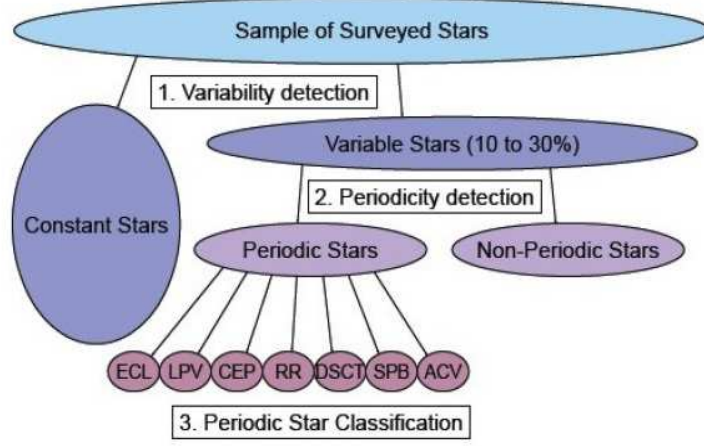 Sample of Surveyed Stars
1. Variability detection
Variable Stars (10 to 30%)
2. Periodicity detection
Constant Stars
Periodic Stars
Non-Periodic Stars
ECL LPV CEP RR DSCT SPB ACV
3. Periodic Star Classification